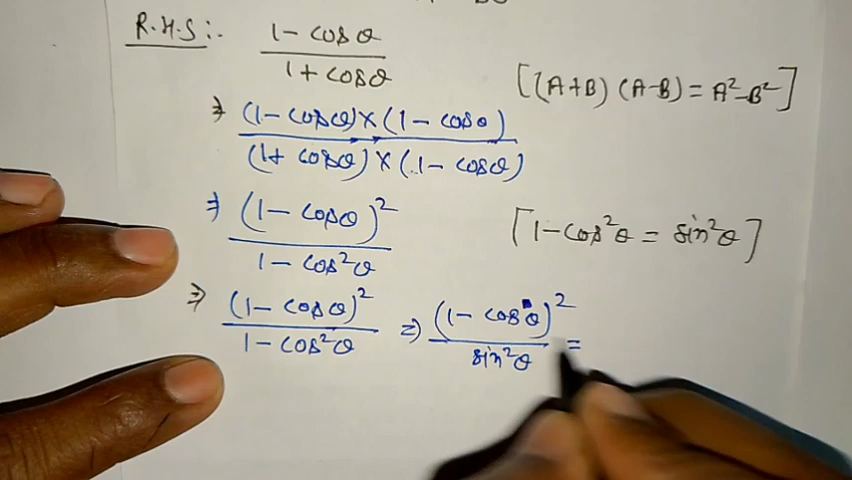 R.H.S:- (1 - cosθ) / (1 + cosθ)
[(A+B) (A-B) = A²-B²]
⇒ ((1 - cosθ) × (1 - cosθ)) / ((1 + cosθ) × (1 - cosθ))
⇒ (1 - cosθ)² / (1 - cos²θ)
[1 - cos²θ = sin²θ]
⇒ (1 - cosθ)² / (1 - cos²θ) ⇒ (1 - cosθ)² / sin²θ =